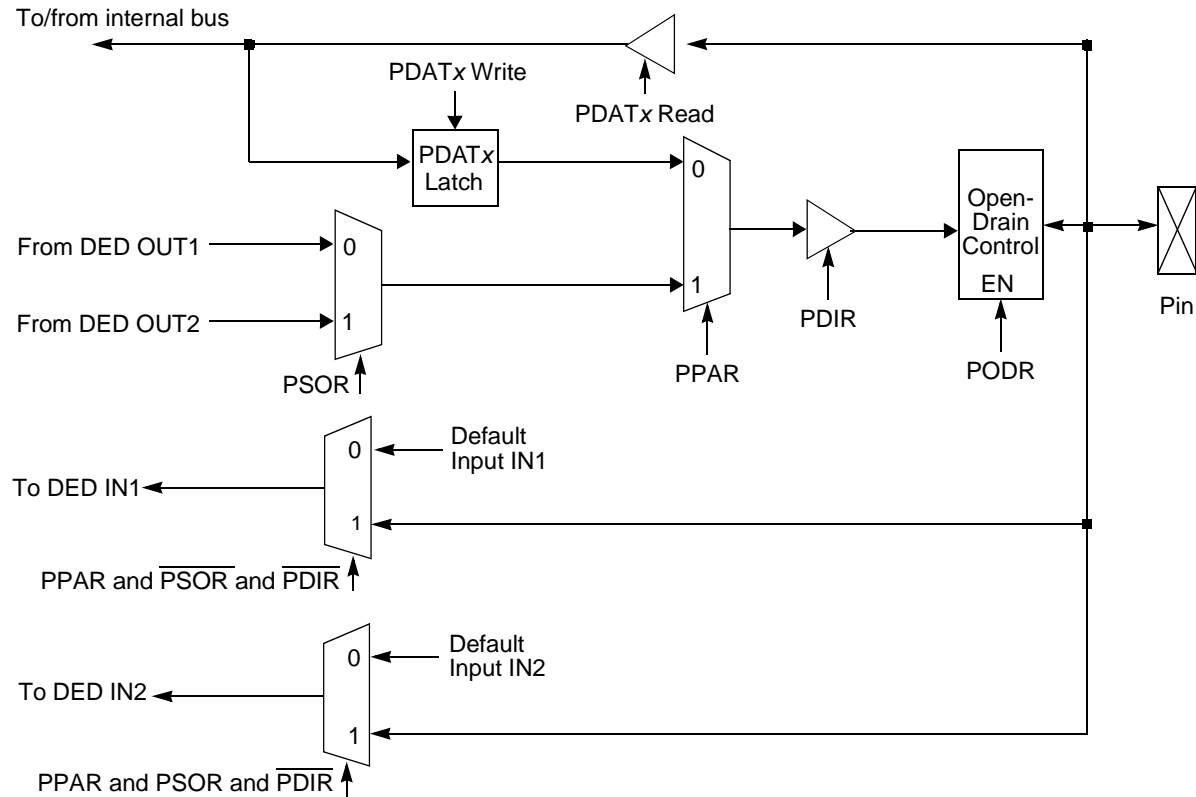 To/from internal bus
PDATx Write
PDATx Read
PDATx
Latch
0
Open-
Drain
Control
EN
From DED OUT1
0
1
From DED OUT2
1
PDIR
Pin
PSOR
PPAR
PODR
0
Default
Input IN1
To DED IN1
1
PPAR and PSOR and PDIR
0
Default
Input IN2
To DED IN2
1
PPAR and PSOR and PDIR